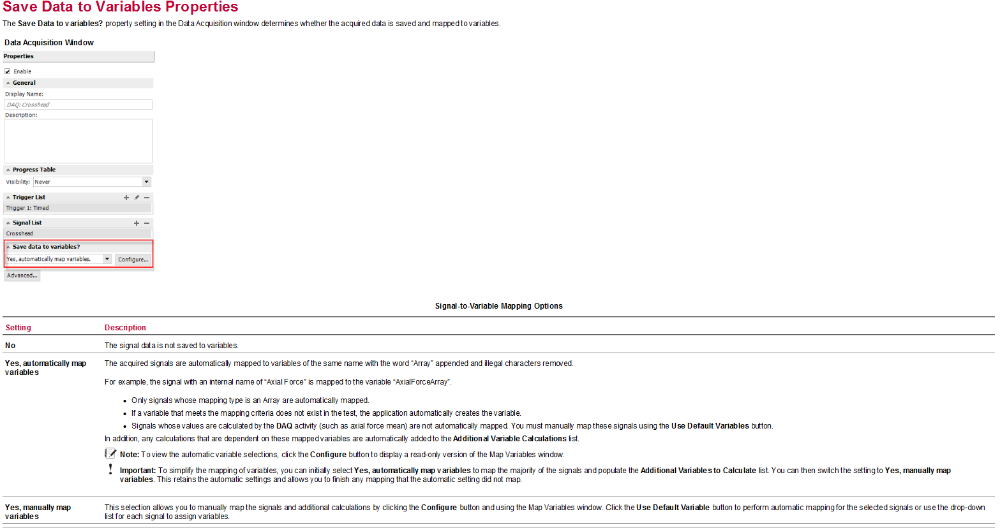 Save Data to Variables Properties
The Save Data to variables? property setting in the Data Acquisition window determines whether the acquired data is saved and mapped to variables.
Data Acquisition Window
Properties
Enable
General
Display Name:
DAQ: Crosshead
Description:
Progress Table
Visibility: Never
Trigger List
Trigger 1: Timed
Signal List
Crosshead
Save data to variables?
Yes, automatically map variables. Configure...
Advanced...
Signal-to-Variable Mapping Options
Setting Description
No The signal data is not saved to variables.
Yes, automatically map variables
The acquired signals are automatically mapped to variables of the same name with the word “Array” appended and illegal characters removed.
For example, the signal with an internal name of “Axial Force” is mapped to the variable “AxialForceArray”.
• Only signals whose mapping type is an Array are automatically mapped.
• If a variable that meets the mapping criteria does not exist in the test, the application automatically creates the variable.
• Signals whose values are calculated by the DAQ activity (such as axial force mean) are not automatically mapped. You must manually map these signals using the Use Default Variables button.
In addition, any calculations that are dependent on these mapped variables are automatically added to the Additional Variable Calculations list.
Note: To view the automatic variable selections, click the Configure button to display a read-only version of the Map Variables window.
! Important: To simplify the mapping of variables, you can initially select Yes, automatically map variables to map the majority of the signals and populate the Additional Variables to Calculate list. You can then switch the setting to Yes, manually map
variables. This retains the automatic settings and allows you to finish any mapping that the automatic setting did not map.
Yes, manually map variables
This selection allows you to manually map the signals and additional calculations by clicking the Configure button and using the Map Variables window. Click the Use Default Variable button to perform automatic mapping for the selected signals or use the drop-down
list for each signal to assign variables.